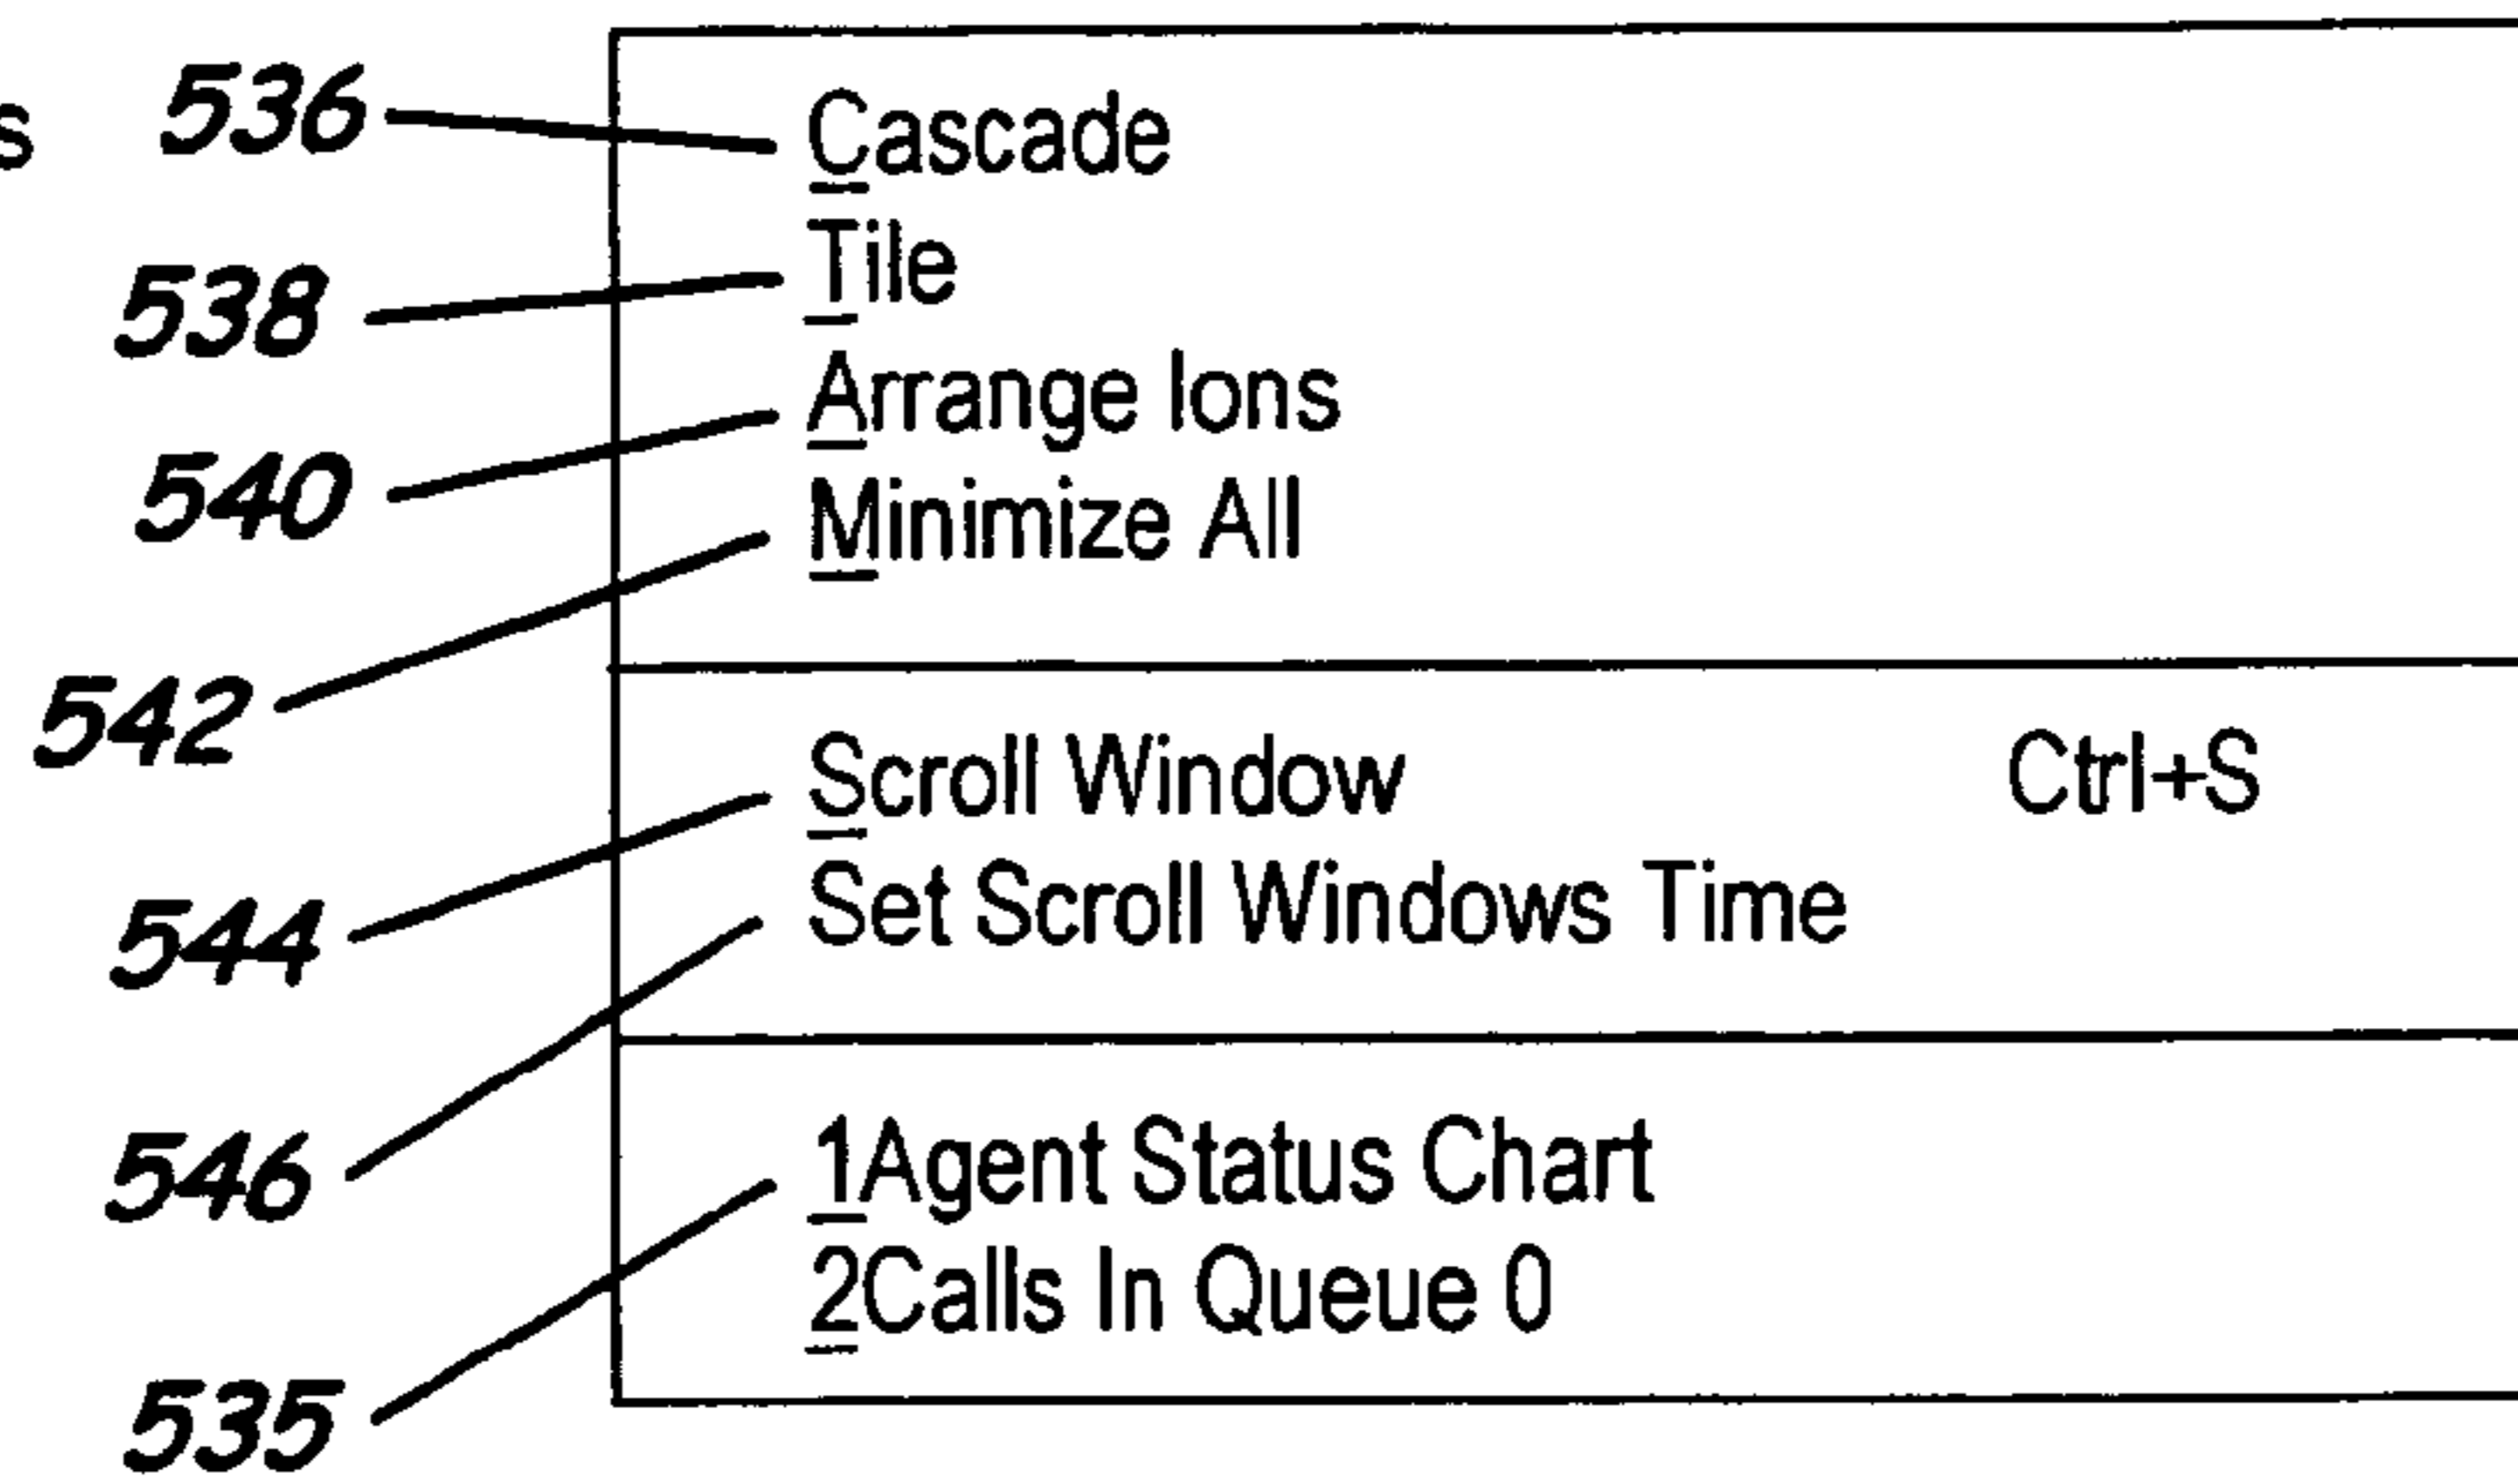 s 536 Cascade
538 Tile
540 Arrange Ions
542 Minimize All
544 Scroll Window Ctrl+S
546 Set Scroll Windows Time
535 1Agent Status Chart
2Calls In Queue 0